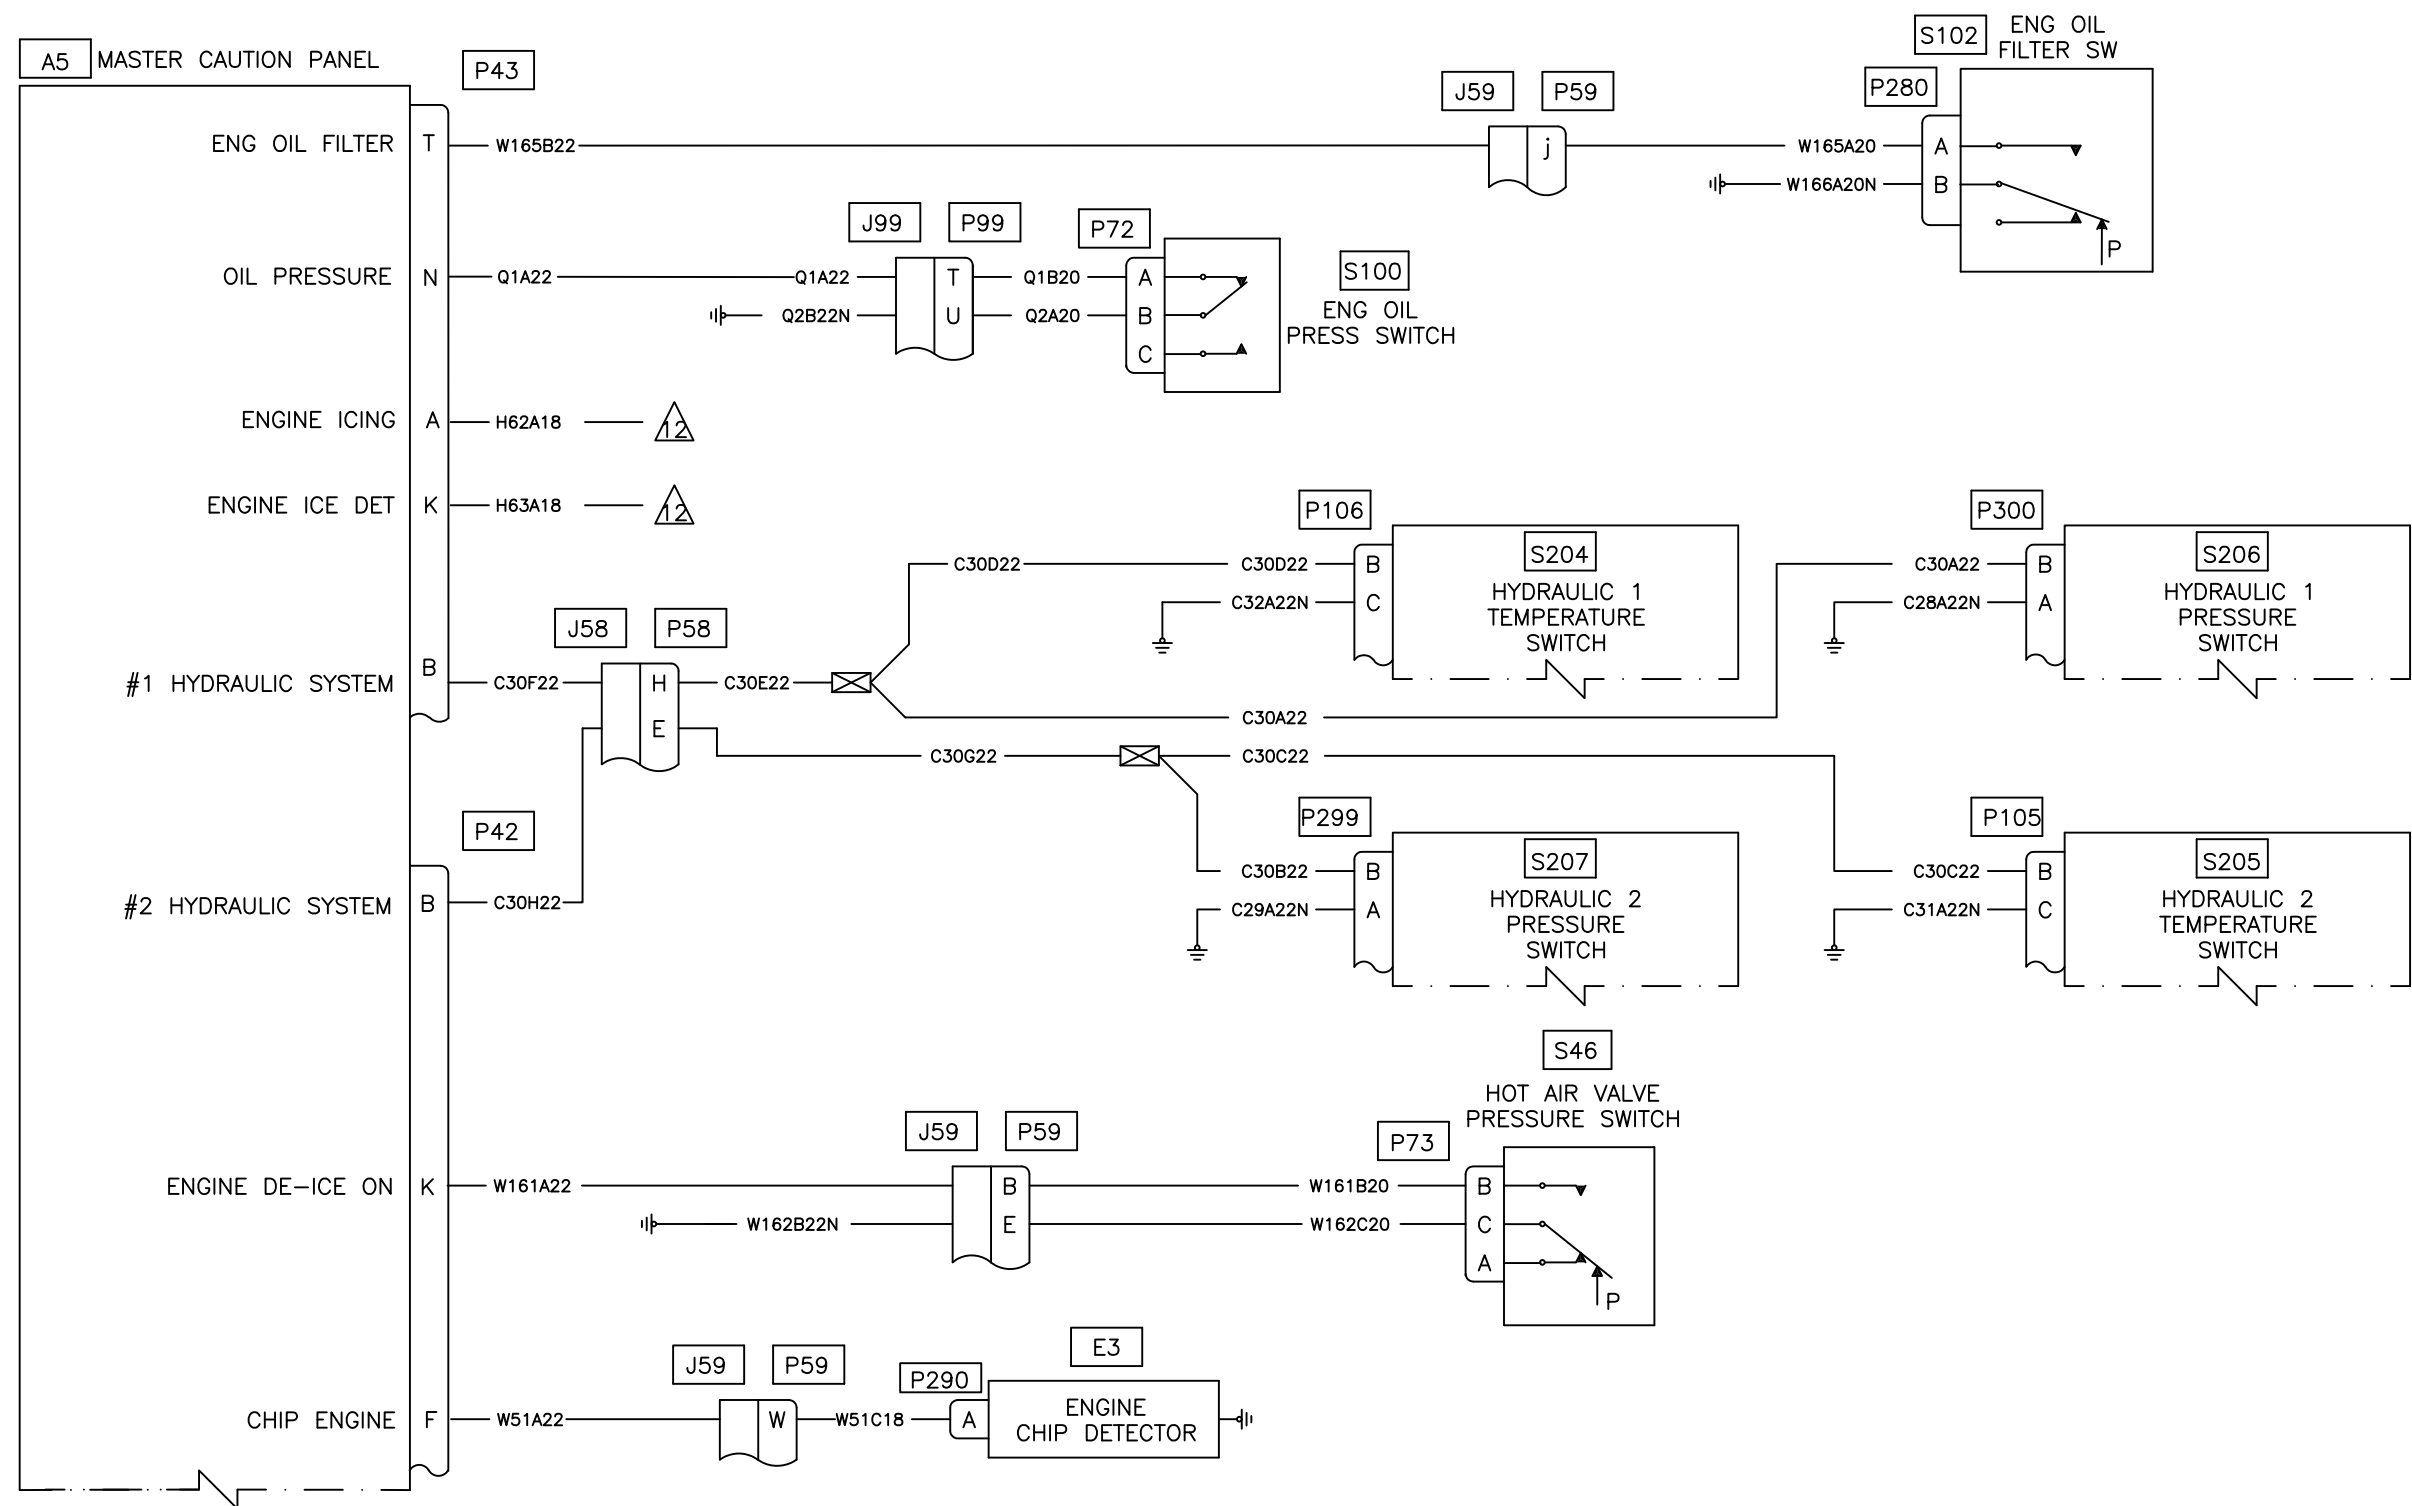 A5 MASTER CAUTION PANEL
P43
S102 ENG OIL
FILTER SW
J59 P59 P280
ENG OIL FILTER T W165B22 j W165A20 A
W166A20N B
P
J99 P99 P72
S100
ENG OIL
PRESS SWITCH
OIL PRESSURE N Q1A22 Q1A22 T Q1B20 A
Q2B22N U Q2A20 B
C
ENGINE ICING A H62A18 12
ENGINE ICE DET K H63A18 12
P106 P300
S204
HYDRAULIC 1
TEMPERATURE
SWITCH
S206
HYDRAULIC 1
PRESSURE
SWITCH
C30D22 C30D22 B C30A22 B
C32A22N C C28A22N A
J58 P58
#1 HYDRAULIC SYSTEM B C30F22 H C30E22
C30A22
E C30G22 C30C22
P42
P299 P105
S207
HYDRAULIC 2
PRESSURE
SWITCH
S205
HYDRAULIC 2
TEMPERATURE
SWITCH
C30B22 B C30C22 B
#2 HYDRAULIC SYSTEM B C30H22 C29A22N A C31A22N C
S46
HOT AIR VALVE
PRESSURE SWITCH
J59 P59 P73
ENGINE DE-ICE ON K W161A22 B W161B20 B
W162B22N E W162C20 C
A
P
E3
J59 P59 P290
ENGINE
CHIP DETECTOR
CHIP ENGINE F W51A22 W W51C18 A